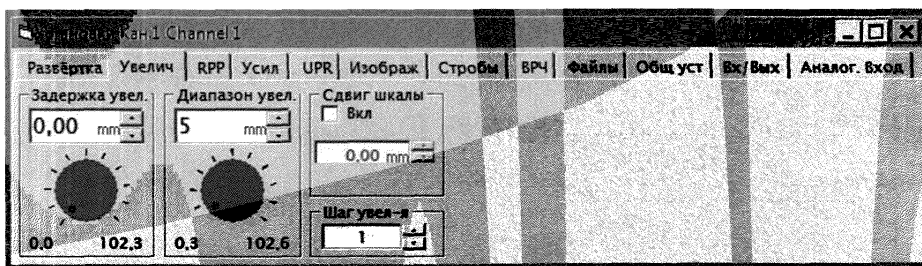 Кан.1 Channel 1
Развёртка Увелич RPP Усил UPR Изображ Стробы ВРЧ Файлы Общ уст Вх/Вых Аналог. Вход
Задержка увел. Диапазон увел. Сдвиг шкалы
Вкл
0,00 mm 5 mm
0,00 mm
Шаг увел-я
0.0 102,3 0,3 102,6 1